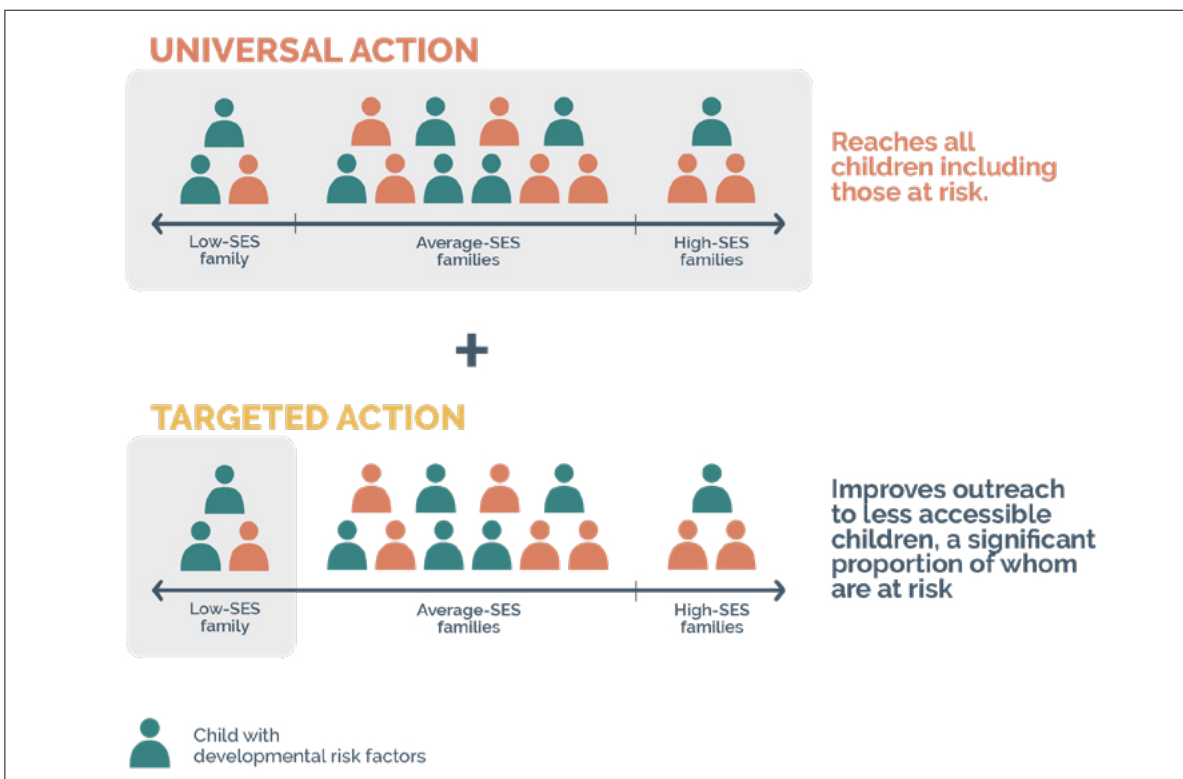 UNIVERSAL ACTION
Reaches all
children including
those at risk.
Low-SES
family
Average-SES
families
High-SES
families
+
TARGETED ACTION
Improves outreach
to less accessible
children, a significant
proportion of whom
are at risk
Low-SES
family
Average-SES
families
High-SES
families
Child with
developmental risk factors